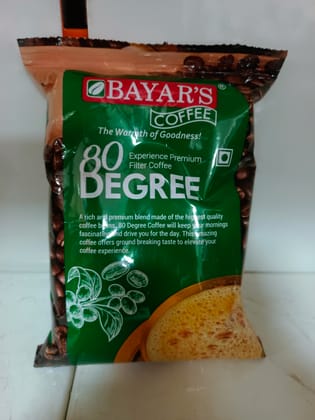 BAYAR'S
COFFEE
The Warmth of Goodness!
80 Experience Premium
Filter Coffee
DEGREE
A rich and premium blend made of the highest quality
coffee beans, 80 Degree Coffee will keep your mornings
fascinating and drive you for the day. This amazing
coffee offers ground breaking taste to elevate your
coffee experience.